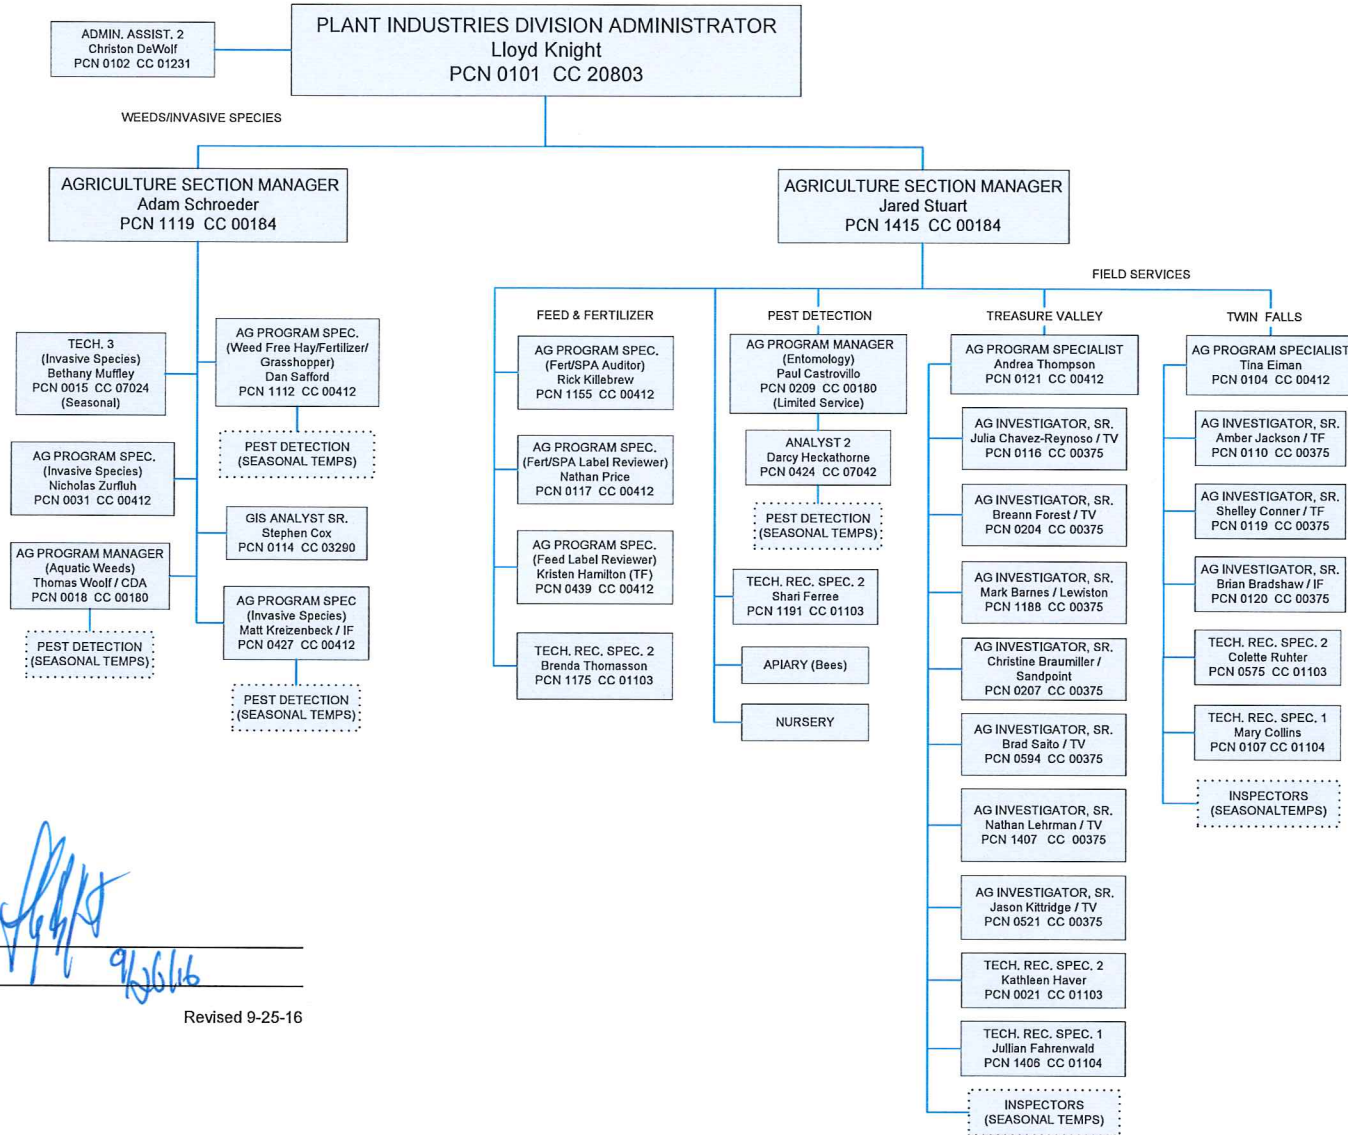 ADMIN. ASSIST. 2
Christon DeWolf
PCN 0102 CC 01231
PLANT INDUSTRIES DIVISION ADMINISTRATOR
Lloyd Knight
PCN 0101 CC 20803
WEEDS/INVASIVE SPECIES
AGRICULTURE SECTION MANAGER
Adam Schroeder
PCN 1119 CC 00184
AGRICULTURE SECTION MANAGER
Jared Stuart
PCN 1415 CC 00184
FIELD SERVICES
TECH. 3
(Invasive Species)
Bethany Muffley
PCN 0015 CC 07024
(Seasonal)
AG PROGRAM SPEC.
(Weed Free Hay/Fertilizer/
Grasshopper)
Dan Safford
PCN 1112 CC 00412
PEST DETECTION
(SEASONAL TEMPS)
AG PROGRAM SPEC.
(Invasive Species)
Nicholas Zurfluh
PCN 0031 CC 00412
GIS ANALYST SR.
Stephen Cox
PCN 0114 CC 03290
AG PROGRAM MANAGER
(Aquatic Weeds)
Thomas Woolf / CDA
PCN 0018 CC 00180
PEST DETECTION
(SEASONAL TEMPS)
AG PROGRAM SPEC
(Invasive Species)
Matt Kreizenbeck / IF
PCN 0427 CC 00412
PEST DETECTION
(SEASONAL TEMPS)
FEED & FERTILIZER
AG PROGRAM SPEC.
(Fert/SPA Auditor)
Rick Killebrew
PCN 1155 CC 00412
AG PROGRAM SPEC.
(Fert/SPA Label Reviewer)
Nathan Price
PCN 0117 CC 00412
AG PROGRAM SPEC.
(Feed Label Reviewer)
Kristen Hamilton (TF)
PCN 0439 CC 00412
TECH. REC. SPEC. 2
Brenda Thomasson
PCN 1175 CC 01103
PEST DETECTION
AG PROGRAM MANAGER
(Entomology)
Paul Castrovillo
PCN 0209 CC 00180
(Limited Service)
ANALYST 2
Darcy Heckathorne
PCN 0424 CC 07042
PEST DETECTION
(SEASONAL TEMPS)
TECH. REC. SPEC. 2
Shari Ferree
PCN 1191 CC 01103
APIARY (Bees)
NURSERY
TREASURE VALLEY
AG PROGRAM SPECIALIST
Andrea Thompson
PCN 0121 CC 00412
AG INVESTIGATOR, SR.
Julia Chavez-Reynoso / TV
PCN 0116 CC 00375
AG INVESTIGATOR, SR.
Breann Forest / TV
PCN 0204 CC 00375
AG INVESTIGATOR, SR.
Mark Barnes / Lewiston
PCN 1188 CC 00375
AG INVESTIGATOR, SR.
Christine Braumiller /
Sandpoint
PCN 0207 CC 00375
AG INVESTIGATOR, SR.
Brad Saito / TV
PCN 0594 CC 00375
AG INVESTIGATOR, SR.
Nathan Lehrman / TV
PCN 1407 CC 00375
AG INVESTIGATOR, SR.
Jason Kittridge / TV
PCN 0521 CC 00375
TECH. REC. SPEC. 2
Kathleen Haver
PCN 0021 CC 01103
TECH. REC. SPEC. 1
Jullian Fahrenwald
PCN 1406 CC 01104
INSPECTORS
(SEASONAL TEMPS)
TWIN FALLS
AG PROGRAM SPECIALIST
Tina Eiman
PCN 0104 CC 00412
AG INVESTIGATOR, SR.
Amber Jackson / TF
PCN 0110 CC 00375
AG INVESTIGATOR, SR.
Shelley Conner / TF
PCN 0119 CC 00375
AG INVESTIGATOR, SR.
Brian Bradshaw / IF
PCN 0120 CC 00375
TECH. REC. SPEC. 2
Colette Ruhter
PCN 0575 CC 01103
TECH. REC. SPEC. 1
Mary Collins
PCN 0107 CC 01104
INSPECTORS
(SEASONALTEMPS)
9/26/16
Revised 9-25-16